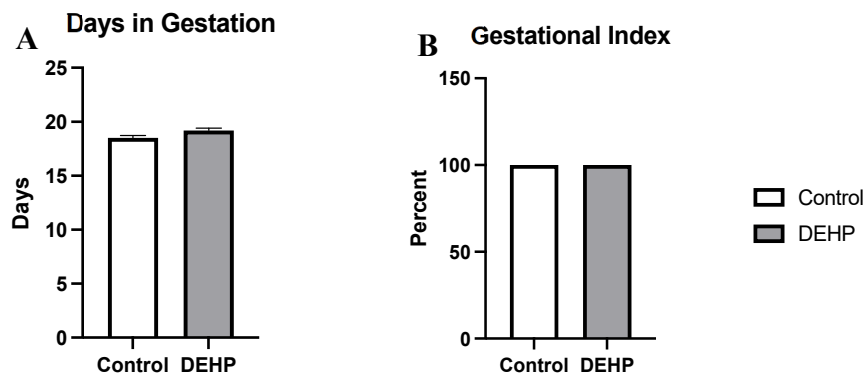 A Days in Gestation
25
20
15
10
5
0
Days
Control DEHP
B Gestational Index
150
100
50
0
Percent
Control DEHP
Control
DEHP